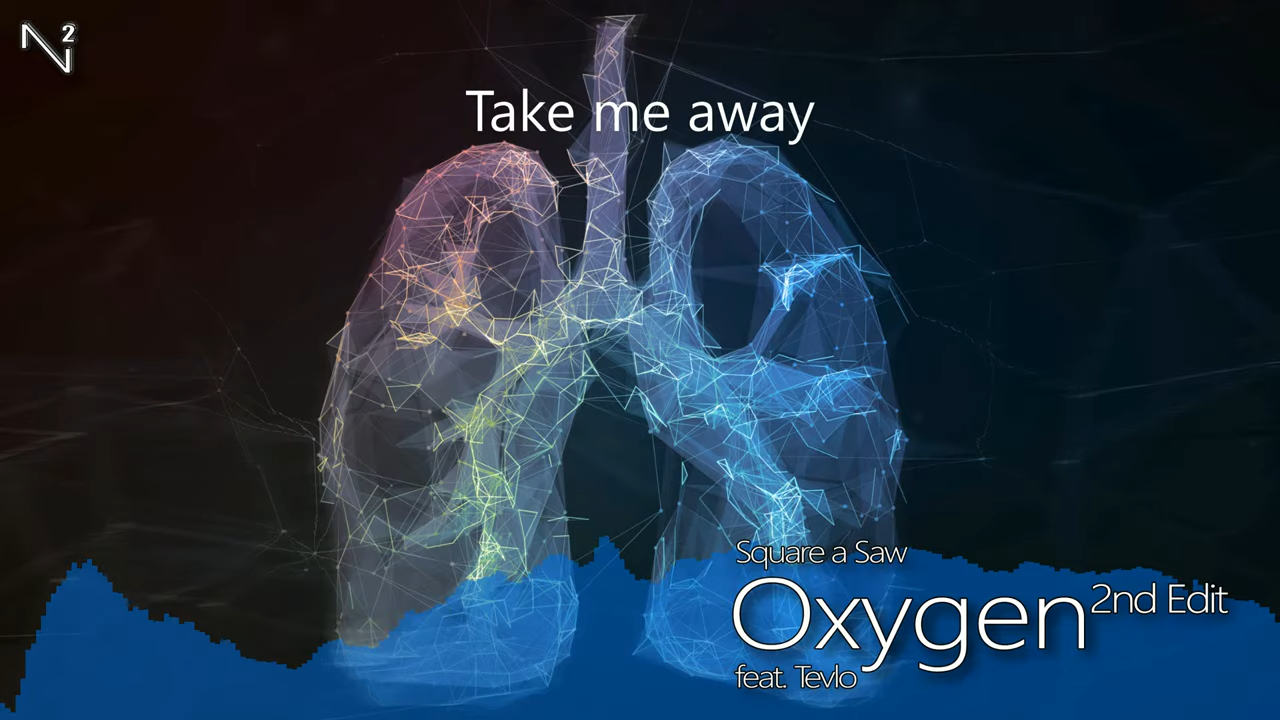 N²
Take me away
Square a Saw
Oxygen 2nd Edit
feat. Tevlo